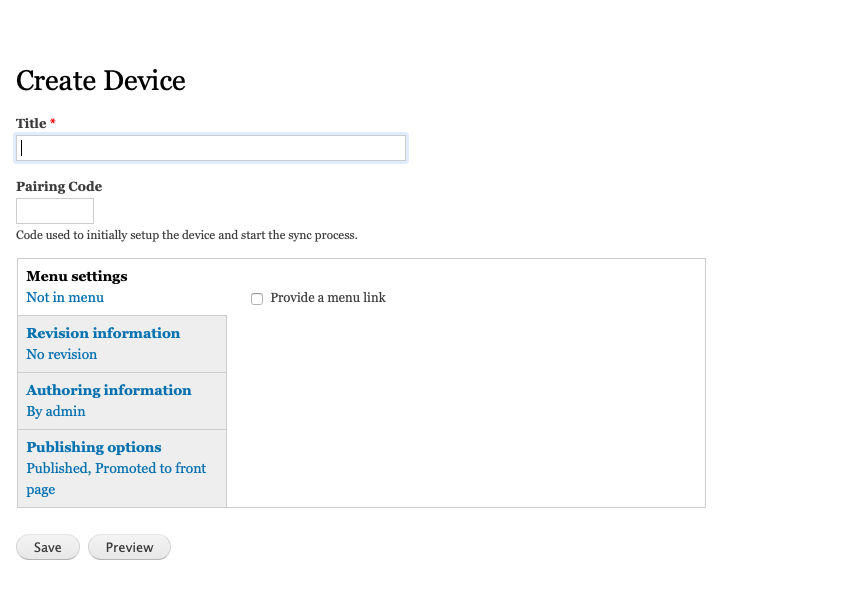 Create Device
Title *
Pairing Code
Code used to initially setup the device and start the sync process.
Menu settings
Not in menu
Provide a menu link
Revision information
No revision
Authoring information
By admin
Publishing options
Published, Promoted to front
page
Save Preview